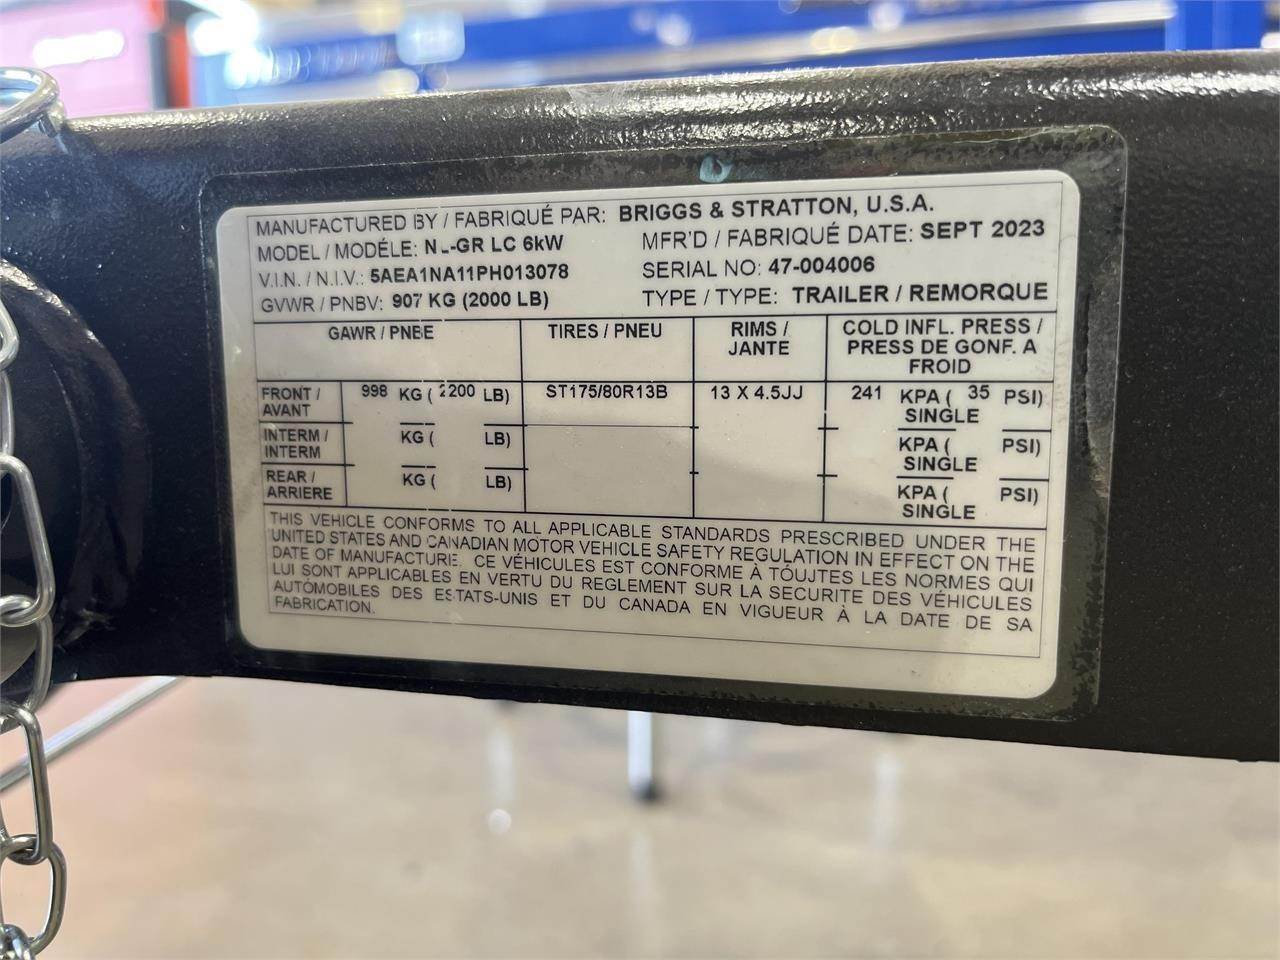 MANUFACTURED BY / FABRIQUÉ PAR: BRIGGS & STRATTON, U.S.A.
MODEL / MODÉLE: NL-GR LC 6kW MFR'D / FABRIQUÉ DATE: SEPT 2023
V.I.N. / N.I.V.: 5AEA1NA11PH013078 SERIAL NO: 47-004006
GVWR / PNBV: 907 KG (2000 LB) TYPE / TYPE: TRAILER / REMORQUE
GAWR / PNBE TIRES / PNEU RIMS / JANTE COLD INFL. PRESS / PRESS DE GONF. A FROID
FRONT / AVANT 998 KG ( 2200 LB) ST175/80R13B 13 X 4.5JJ 241 KPA ( 35 PSI) SINGLE
INTERM / INTERM KG ( LB) KPA ( PSI) SINGLE
REAR / ARRIERE KG ( LB) KPA ( PSI) SINGLE
THIS VEHICLE CONFORMS TO ALL APPLICABLE STANDARDS PRESCRIBED UNDER THE
UNITED STATES AND CANADIAN MOTOR VEHICLE SAFETY REGULATION IN EFFECT ON THE
DATE OF MANUFACTURE. CE VÉHICULES EST CONFORME À TÓUJTES LES NORMES QUI
LUI SONT APPLICABLES EN VERTU DU REGLEMENT SUR LA SECURITE DES VÉHICULES
AUTÓMOBILES DES ESTATS-UNIS ET DU CANADA EN VIGUEUR À LA DATE DE SA
FABRICATION.